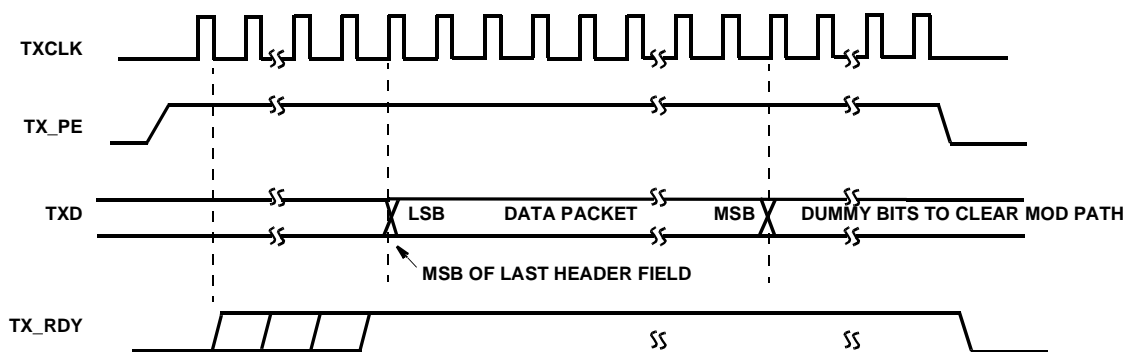 TXCLK
TX_PE
TXD
LSB DATA PACKET MSB DUMMY BITS TO CLEAR MOD PATH
MSB OF LAST HEADER FIELD
TX_RDY